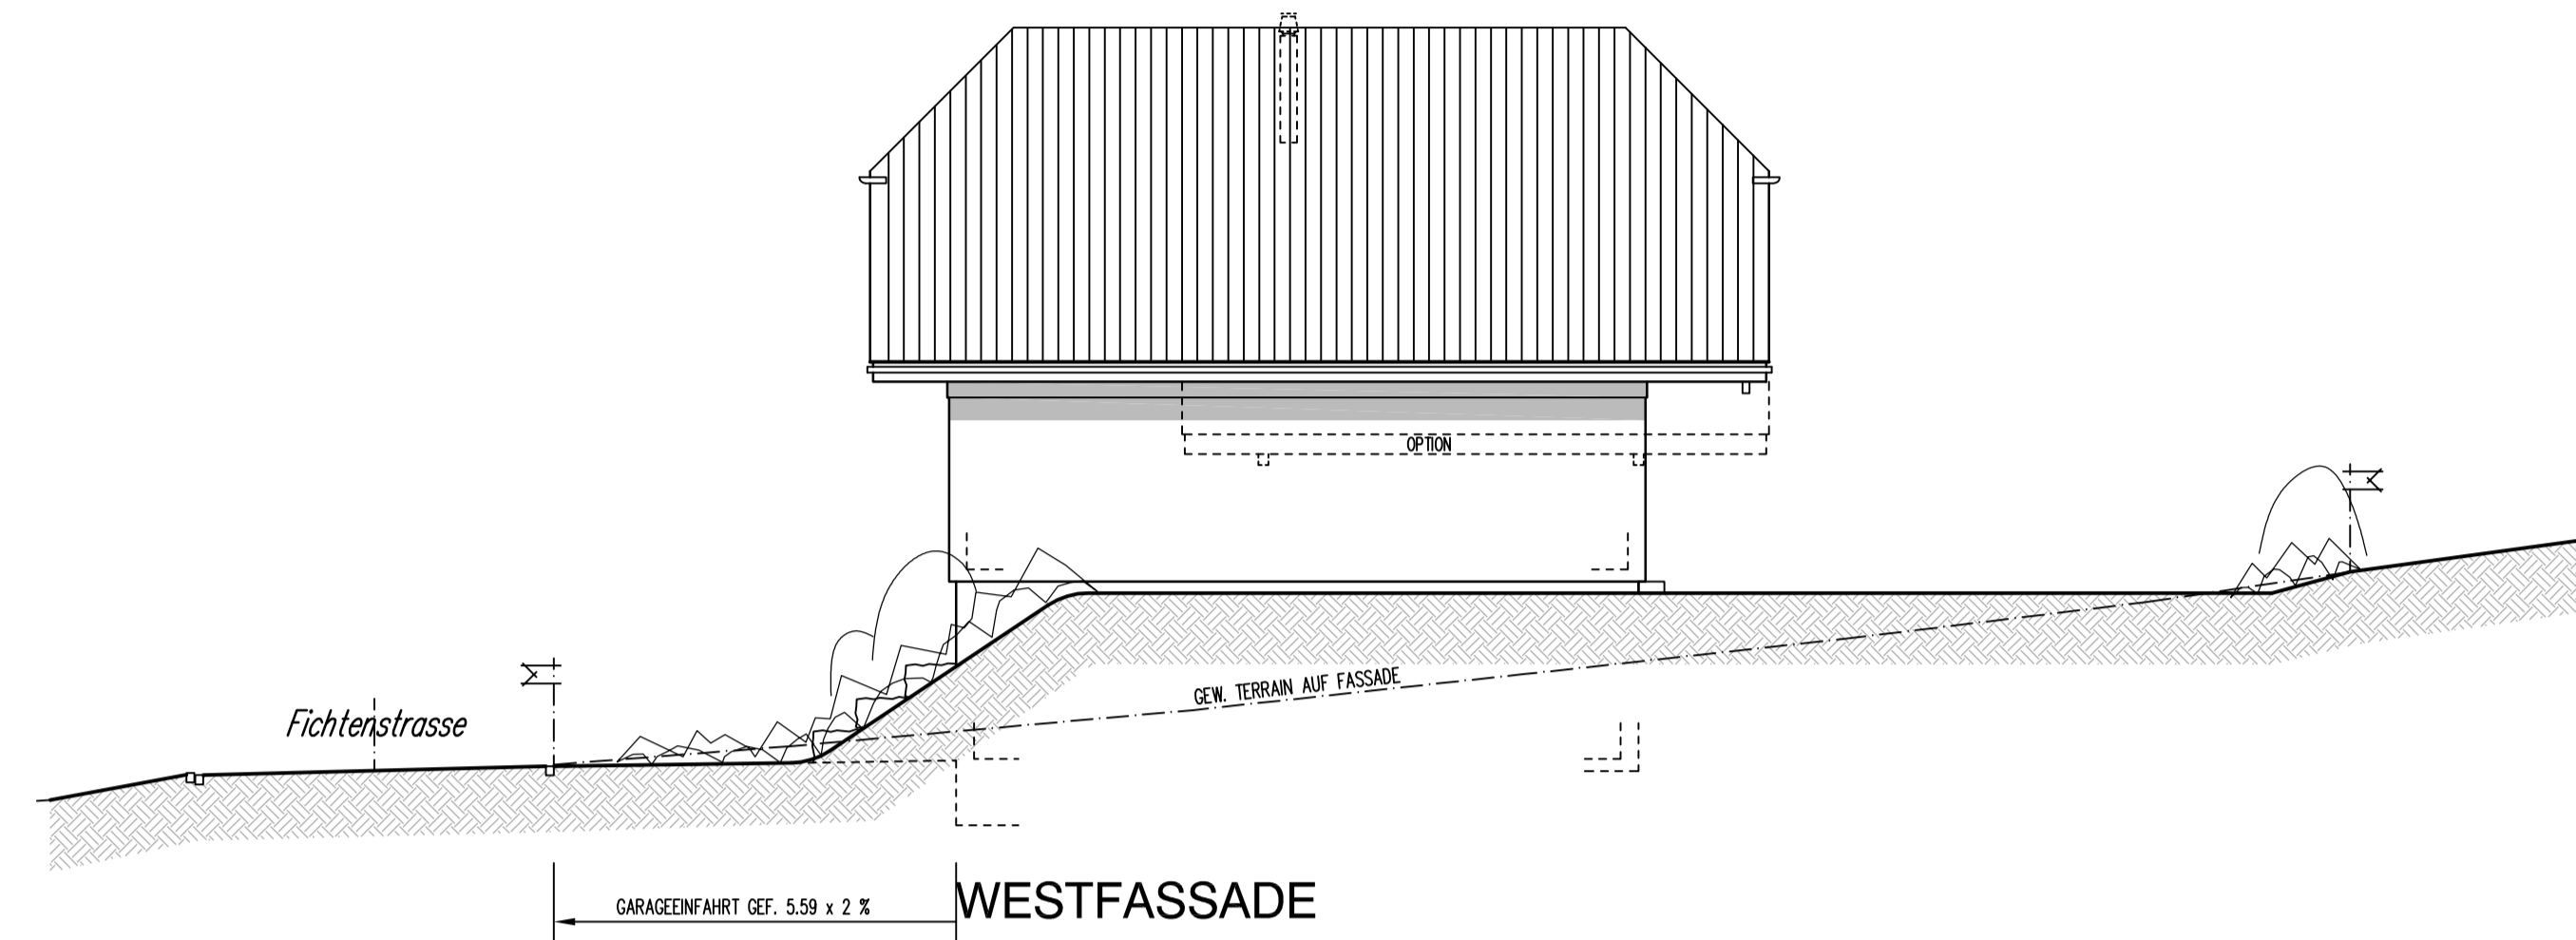 OPTION
GEW. TERRAIN AUF FASSADE
Fichtenstrasse
GARAGEEINFAHRT GEF. 5.59 x 2 %
WESTFASSADE